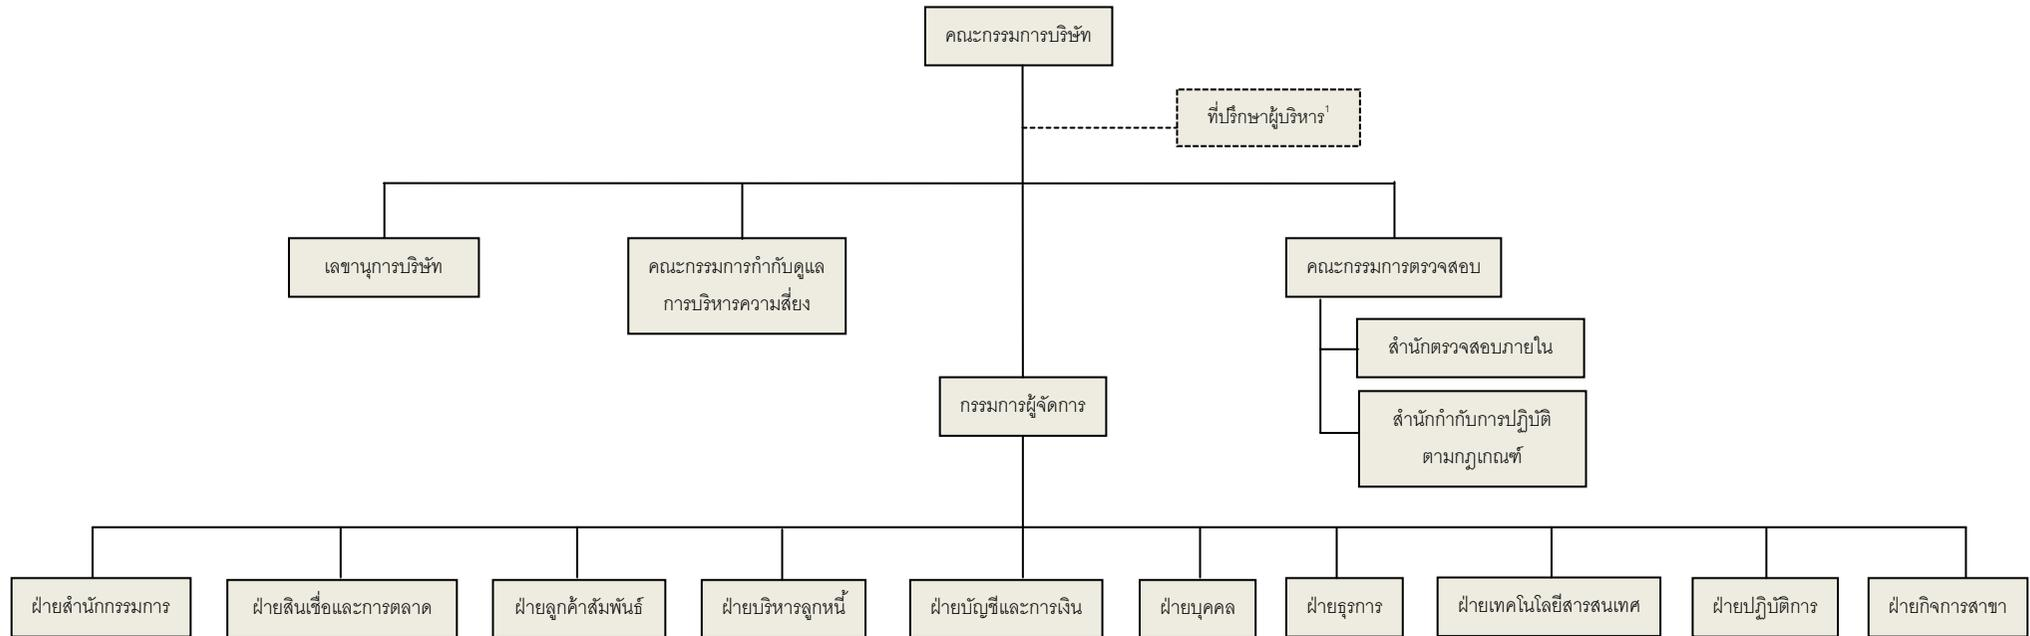 คณะกรรมการบริษัท
ที่ปรึกษาผู้บริหาร¹
เลขานุการบริษัท
คณะกรรมการกำกับดูแล
การบริหารความสี่ยง
คณะกรรมการตรวจสอบ
สำนักตรวจสอบภายใน
กรรมการผู้จัดการ
สำนักกำกับการปฏิบัติ
ตามกฎเกณฑ์
ฝ่ายสำนักกรรมการ
ฝ่ายสินเชื่อและการตลาด
ฝ่ายลูกค้าสัมพันธ์
ฝ่ายบริหารลูกหนี้
ฝ่ายบัญชีและการเงิน
ฝ่ายบุคคล
ฝ่ายธุรการ
ฝ่ายเทคโนโลยีสารสนเทศ
ฝ่ายปฏิบัติการ
ฝ่ายกิจการสาขา